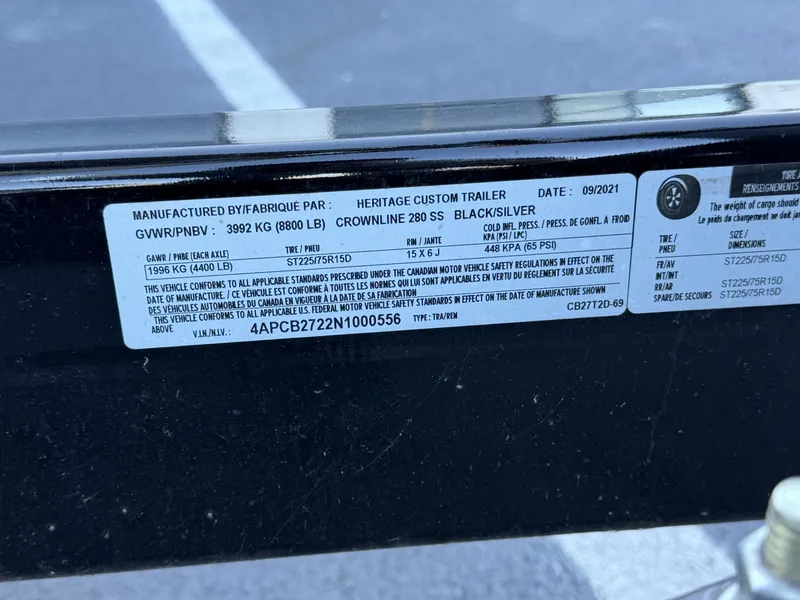 MANUFACTURED BY/FABRIQUÉ PAR : HERITAGE CUSTOM TRAILER DATE : 09/2021
GVWR/PNBV : 3992 KG (8800 LB) CROWNLINE 280 SS BLACK/SILVER
GAWR / PNBE (EACH AXLE) TIRE / PNEU RIM / JANTE COLD INFL. PRESS. / PRESS. DE GONFL. À FROID
KPA (PSI / LPC)
1996 KG (4400 LB) ST225/75R15D 15 X 6 J 448 KPA (65 PSI)
THIS VEHICLE CONFORMS TO ALL APPLICABLE STANDARDS PRESCRIBED UNDER THE CANADIAN MOTOR VEHICLE SAFETY REGULATIONS IN EFFECT ON THE
DATE OF MANUFACTURE. / CE VÉHICULE EST CONFORME À TOUTES LES NORMES QUI LUI SONT APPLICABLES EN VERTU DU RÈGLEMENT SUR LA SÉCURITÉ
DES VÉHICULES AUTOMOBILES DU CANADA EN VIGUEUR À LA DATE DE SA FABRICATION
THIS VEHICLE CONFORMS TO ALL APPLICABLE U.S. FEDERAL MOTOR VEHICLE SAFETY STANDARDS IN EFFECT ON THE DATE OF MANUFACTURE SHOWN
ABOVE V.I.N./N.I.V.: 4APCB2722N1000556 TYPE: TRA/REM CB27T2D-69
TIRE
RENSEIGNEMENTS
The weight of cargo should
Le poids du chargement ne doit
TIRE / PNEU SIZE / DIMENSIONS
FR/AV ST225/75R15D
INT/INT
RR/AR ST225/75R15D
SPARE/DE SECOURS ST225/75R15D